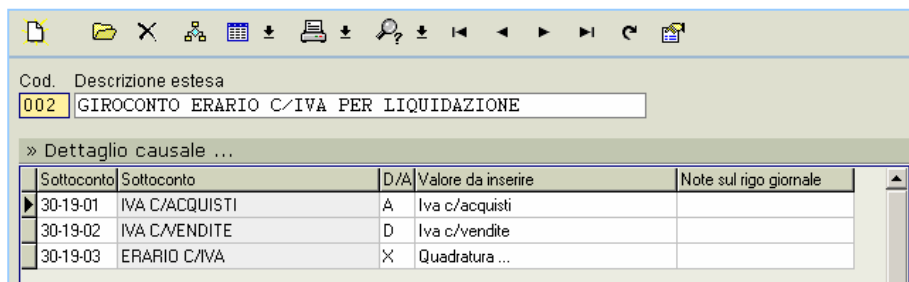 Cod. Descrizione estesa
002 GIROCONTO ERARIO C/IVA PER LIQUIDAZIONE
» Dettaglio causale ...
Sottoconto Sottoconto D/A Valore da inserire Note sul rigo giornale
30-19-01 IVA C/ACQUISTI A Iva c/acquisti
30-19-02 IVA C/VENDITE D Iva c/vendite
30-19-03 ERARIO C/IVA X Quadratura ...